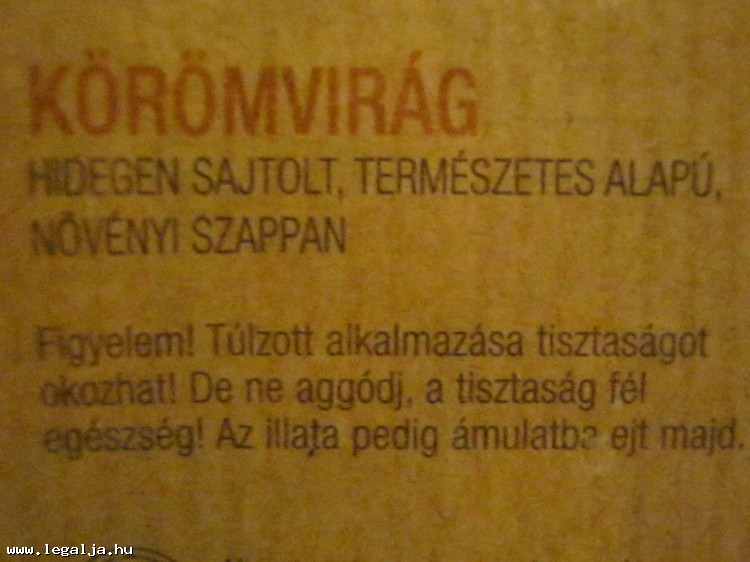 KÖRÖMVIRÁG
HIDEGEN SAJTOLT, TERMÉSZETES ALAPÚ,
NÖVÉNYI SZAPPAN
Figyelem! Túlzott alkalmazása tisztaságot
okozhat! De ne aggódj, a tisztaság fél
egészség! Az illata pedig ámulatba ejt majd.
www.legalja.hu